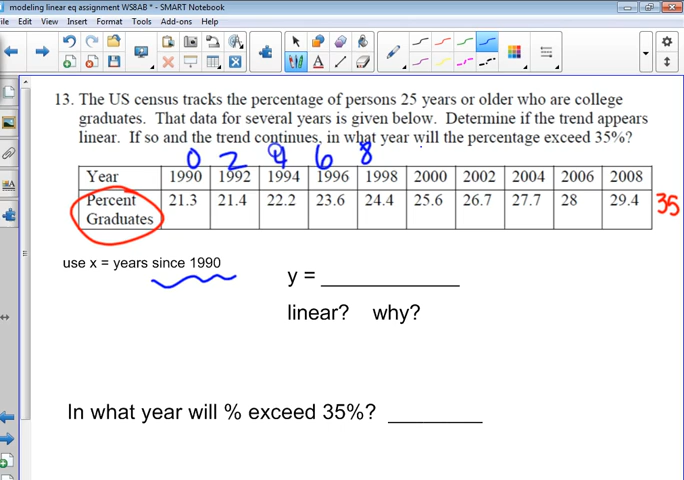 modeling linear eq assignment WS8AB * - SMART Notebook
Edit View Insert Format Tools Add-ons Help
13. The US census tracks the percentage of persons 25 years or older who are college
graduates. That data for several years is given below. Determine if the trend appears
linear. If so and the trend continues, in what year will the percentage exceed 35%?
0 2 4 6 8
Year 1990 1992 1994 1996 1998 2000 2002 2004 2006 2008
Percent 21.3 21.4 22.2 23.6 24.4 25.6 26.7 27.7 28 29.4 35
Graduates
use x = years since 1990
y = ____________
linear? why?
In what year will % exceed 35%? ________